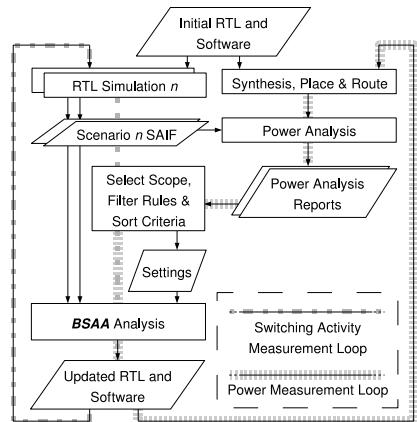 Initial RTL and
Software
RTL Simulation n
Synthesis, Place & Route
Scenario n SAIF
Power Analysis
Select Scope,
Filter Rules &
Sort Criteria
Power Analysis
Reports
Settings
BSAA Analysis
Switching Activity
Measurement Loop
Updated RTL and
Software
Power Measurement Loop